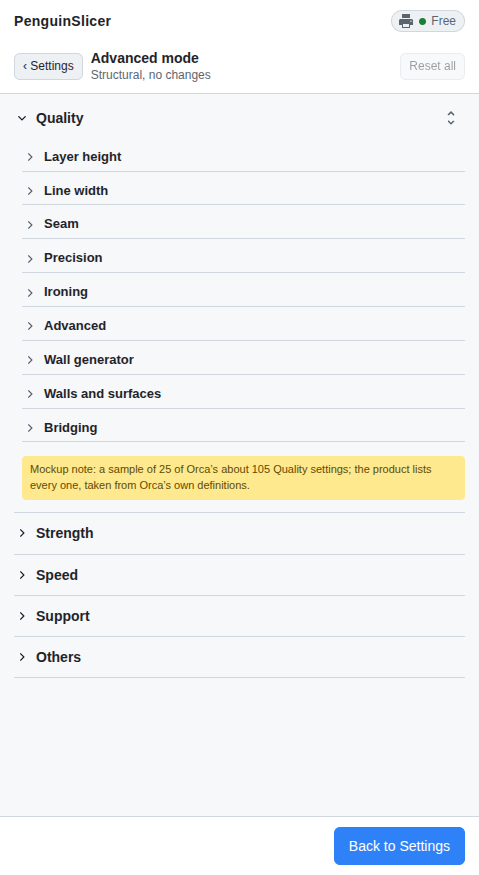 PenguinSlicer
Free
‹ Settings
Advanced mode
Structural, no changes
Reset all
Quality
Layer height
Line width
Seam
Precision
Ironing
Advanced
Wall generator
Walls and surfaces
Bridging
Mockup note: a sample of 25 of Orca’s about 105 Quality settings; the product lists
every one, taken from Orca’s own definitions.
Strength
Speed
Support
Others
Back to Settings